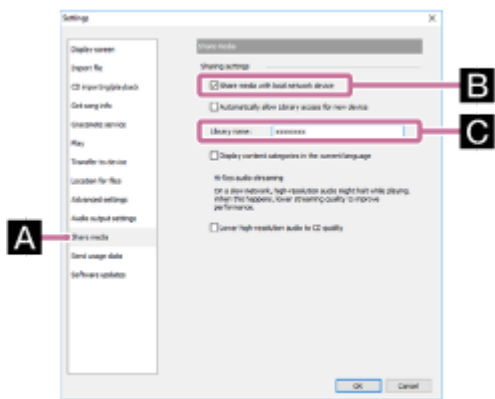 Settings
Display screen
Import file
CD importing/playback
Get song info
Gracenote service
Play
Transfer to device
Location for files
Advanced settings
Audio output settings
Share media
Send usage data
Software updates
Share media
Sharing settings
Share media with local network device
Automatically allow Library access for new device
Library name: xxxxxxxx
Display content categories in the current language
Hi-Res audio streaming
On a slow network, high-resolution audio might halt while playing.
When this happens, lower streaming quality to improve
performance.
Lower high-resolution audio to CD quality
OK Cancel
A
B
C